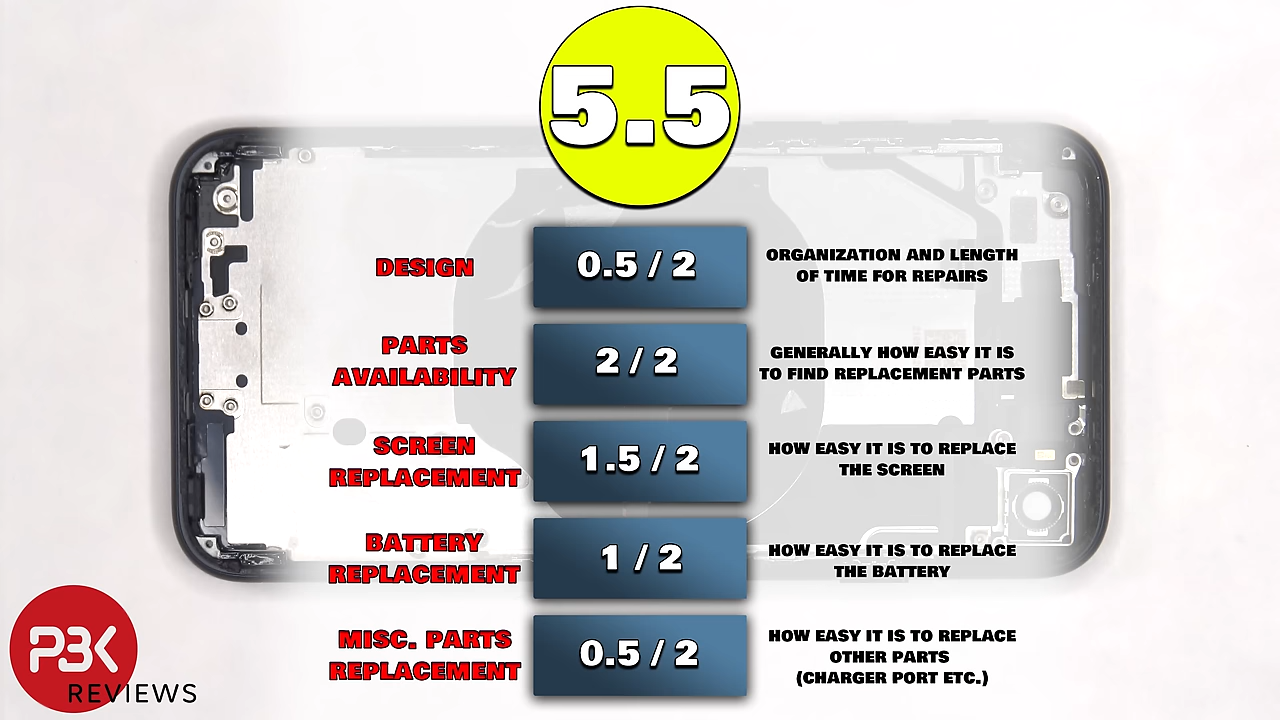 5.5
DESIGN
0.5 / 2
ORGANIZATION AND LENGTH
OF TIME FOR REPAIRS
PARTS
AVAILABILITY
2 / 2
GENERALLY HOW EASY IT IS
TO FIND REPLACEMENT PARTS
SCREEN
REPLACEMENT
1.5 / 2
HOW EASY IT IS TO REPLACE
THE SCREEN
BATTERY
REPLACEMENT
1 / 2
HOW EASY IT IS TO REPLACE
THE BATTERY
MISC. PARTS
REPLACEMENT
0.5 / 2
HOW EASY IT IS TO REPLACE
OTHER PARTS
(CHARGER PORT ETC.)
PBK
REVIEWS